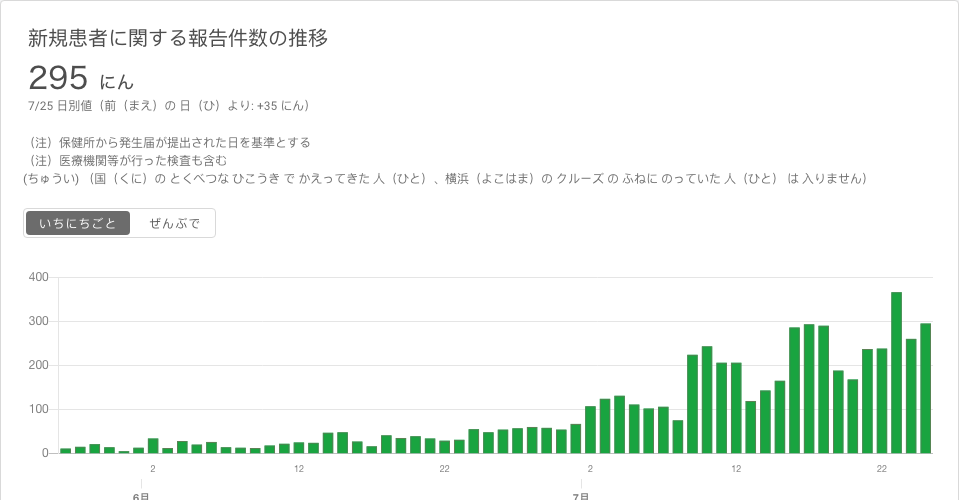 新規患者に関する報告件数の推移
295 にん
7/25 日別値（前（まえ）の 日（ひ）より: +35 にん）
（注）保健所から発生届が提出された日を基準とする
（注）医療機関等が行った検査も含む
(ちゅうい) （国（くに）の とくべつな ひこうき で かえってきた 人（ひと）、横浜（よこはま）の クルーズ の ふねに のっていた 人（ひと） は 入りません）
いちにちごと ぜんぶで
400
300
200
100
0
2 12 22 2 12 22
6月 7月